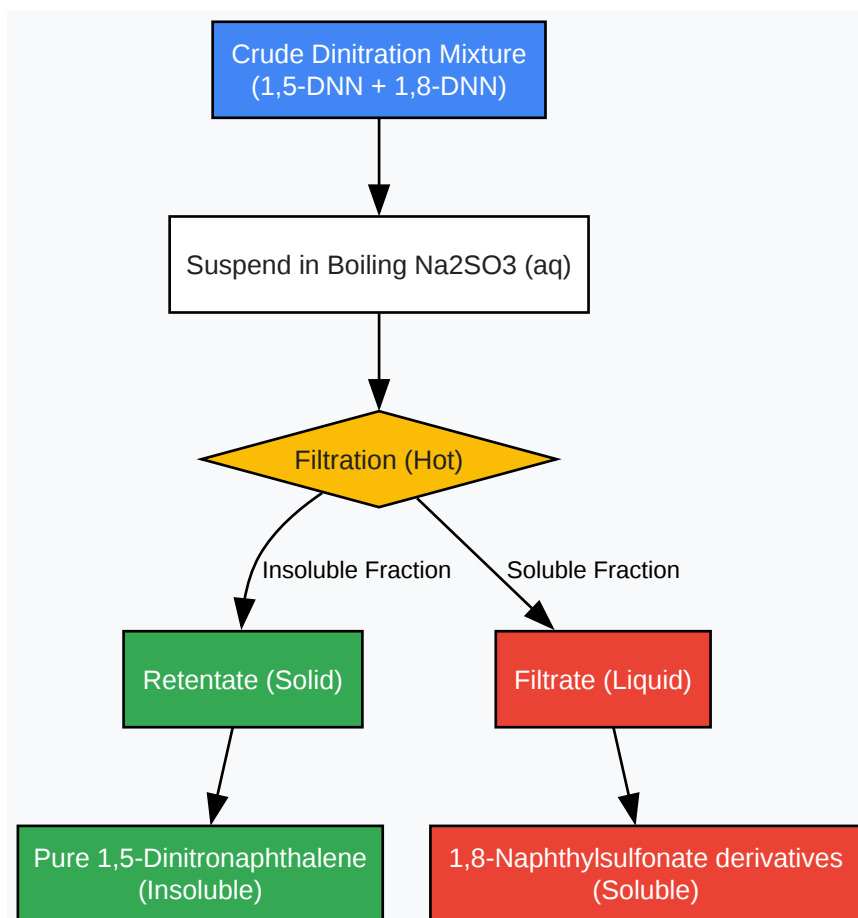 Crude Dinitration Mixture
(1,5-DNN + 1,8-DNN)
Suspend in Boiling Na2SO3 (aq)
Filtration (Hot)
Insoluble Fraction
Soluble Fraction
Retentate (Solid)
Filtrate (Liquid)
Pure 1,5-Dinitronaphthalene
(Insoluble)
1,8-Naphthylsulfonate derivatives
(Soluble)